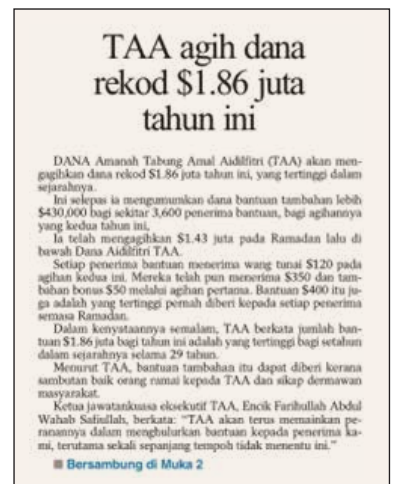 TAA agih dana
rekod $1.86 juta
tahun ini
DANA Amanah Tabung Amal Aidilfitri (TAA) akan men-
gagihkan dana rekod $1.86 juta tahun ini, yang tertinggi dalam
sejarahnya.
Ini selepas ia mengumumkan dana bantuan tambahan lebih
$430,000 bagi sekitar 3,600 penerima bantuan, bagi agihannya
yang kedua tahun ini,
Ia telah mengagihkan $1.43 juta pada Ramadan lalu di
bawah Dana Aidilfitri TAA.
Setiap penerima bantuan menerima wang tunai $120 pada
agihan kedua ini. Mereka telah pun menerima $350 dan tam-
bahan bonus $50 melalui agihan pertama. Bantuan $400 itu ju-
ga adalah yang tertinggi pernah diberi kepada setiap penerima
semasa Ramadan.
Dalam kenyataannya semalam, TAA berkata jumlah ban-
tuan $1.86 juta bagi tahun ini adalah yang tertinggi bagi setahun
dalam sejarahnya selama 29 tahun.
Menurut TAA, bantuan tambahan itu dapat diberi kerana
sambutan baik orang ramai kepada TAA dan sikap dermawan
masyarakat.
Ketua jawatankuasa eksekutif TAA, Encik Farihullah Abdul
Wahab Safiullah, berkata: "TAA akan terus memainkan pe-
ranannya dalam menghulurkan bantuan kepada penerima ka-
mi, terutama sekali sepanjang tempoh tidak menentu ini."
Bersambung di Muka 2